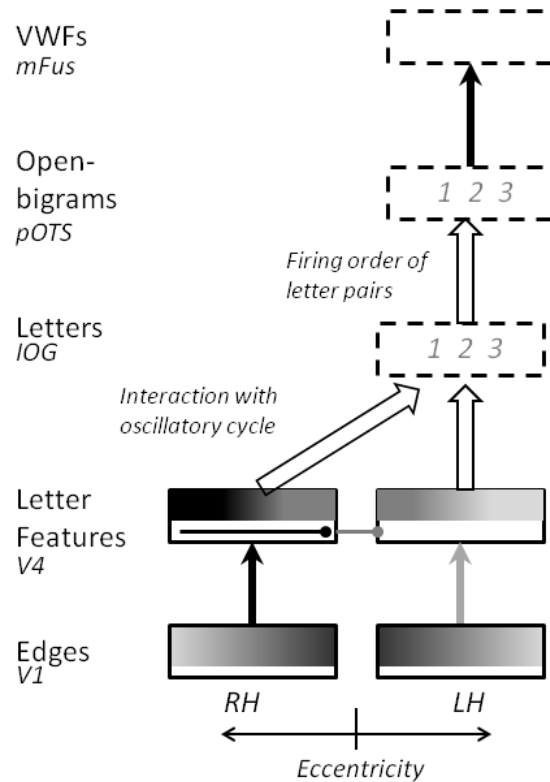 VWFs
mFus
Open-
bigrams
pOTS
1 2 3
Firing order of
letter pairs
Letters
IOG
1 2 3
Interaction with
oscillatory cycle
Letter
Features
V4
Edges
V1
RH
LH
Eccentricity